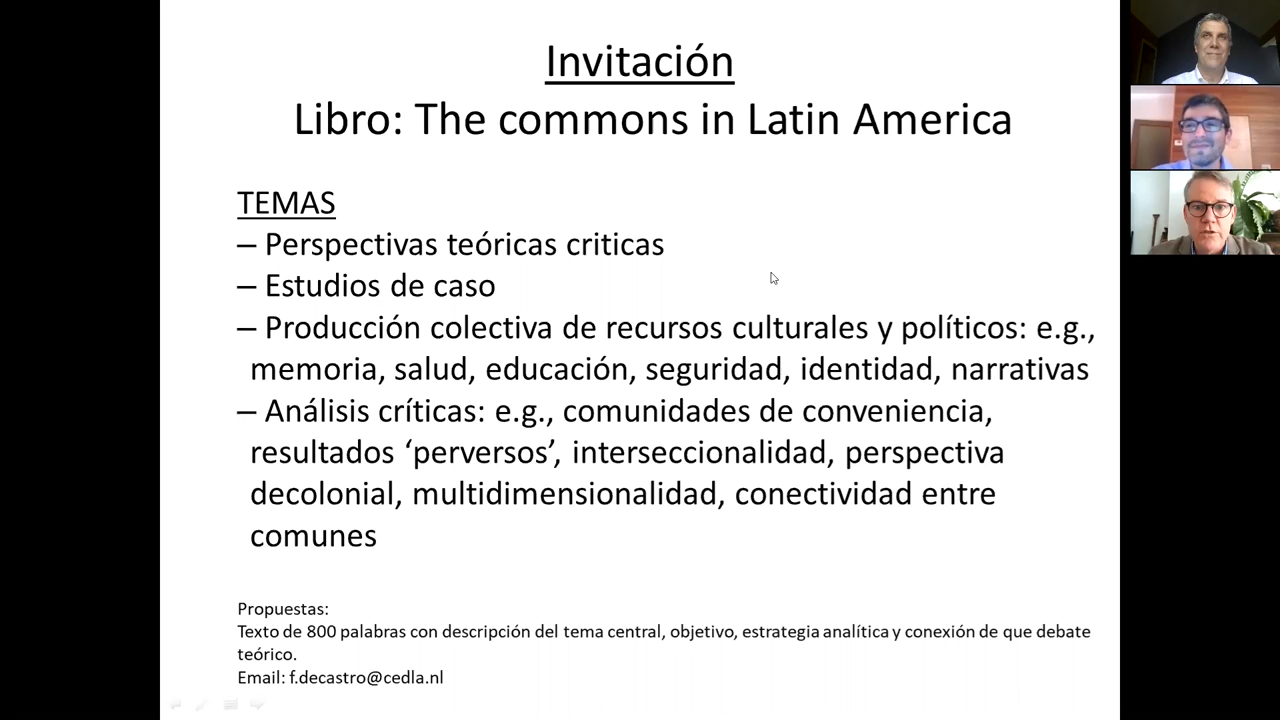 Invitación
Libro: The commons in Latin America
TEMAS
– Perspectivas teóricas criticas
– Estudios de caso
– Producción colectiva de recursos culturales y políticos: e.g.,
memoria, salud, educación, seguridad, identidad, narrativas
– Análisis críticas: e.g., comunidades de conveniencia,
resultados ‘perversos’, interseccionalidad, perspectiva
decolonial, multidimensionalidad, conectividad entre
comunes
Propuestas:
Texto de 800 palabras con descripción del tema central, objetivo, estrategia analítica y conexión de que debate
teórico.
Email: f.decastro@cedla.nl